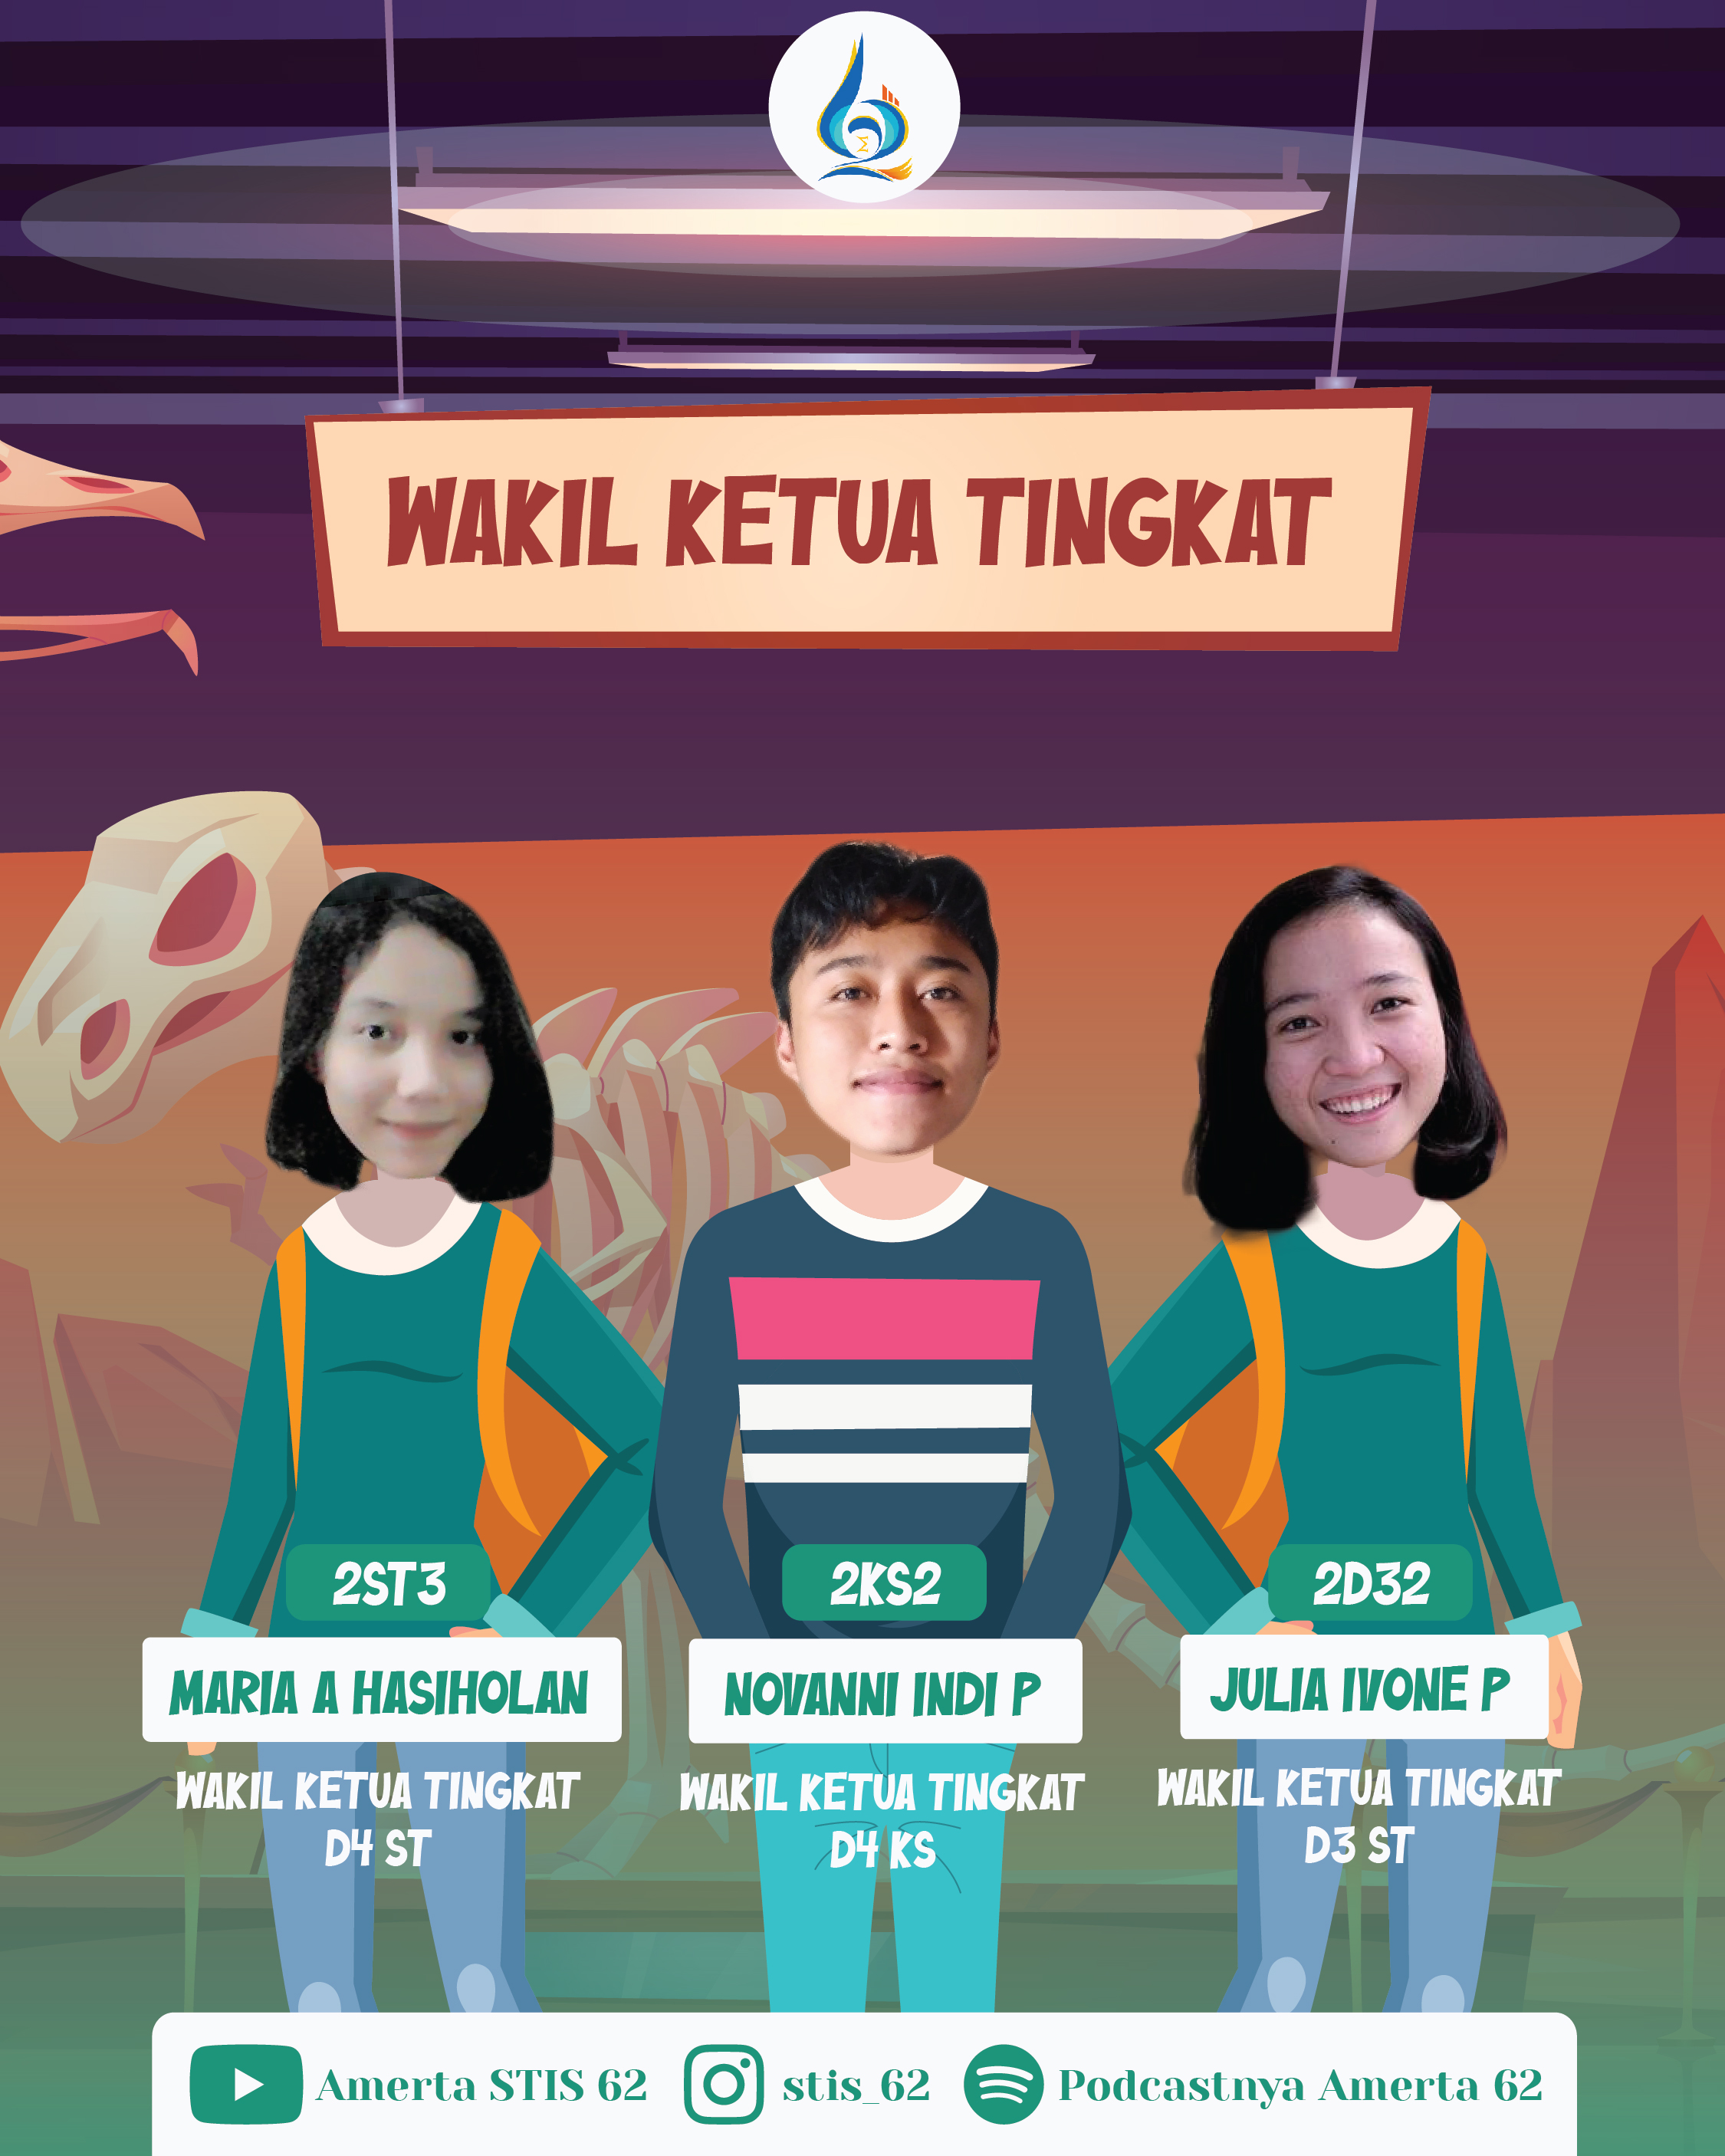 WAKIL KETUA TINGKAT
2ST3
MARIA A HASIHOLAN
WAKIL KETUA TINGKAT
D4 ST
2KS2
NOVANNI INDI P
WAKIL KETUA TINGKAT
D4 KS
2D32
JULIA IVONE P
WAKIL KETUA TINGKAT
D3 ST
Amerta STIS 62
stis_62
Podcastnya Amerta 62